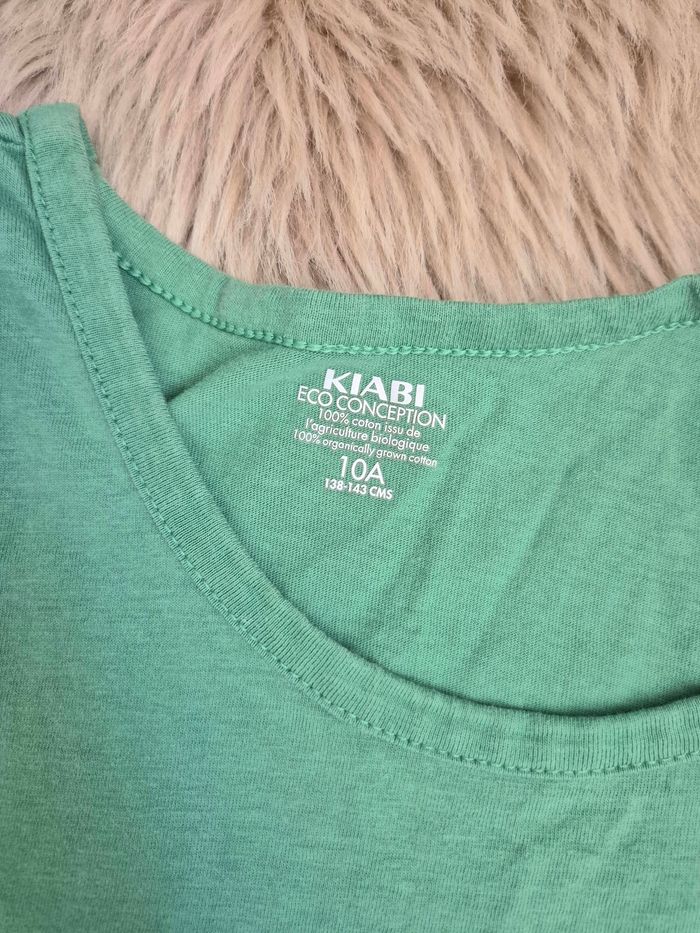 KIABI
ECO CONCEPTION
100% coton issu de
l'agriculture biologique
100% organically grown cotton
10A
138-143 CMS